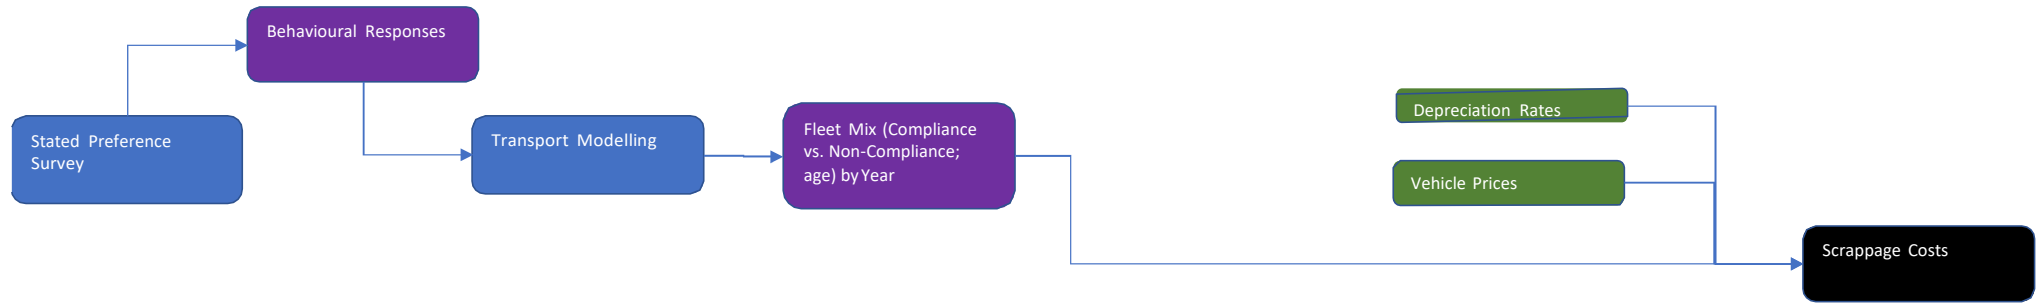 Behavioural Responses
Stated Preference
Survey
Transport Modelling
Fleet Mix (Compliance
vs. Non-Compliance;
age) by Year
Depreciation Rates
Vehicle Prices
Scrappage Costs